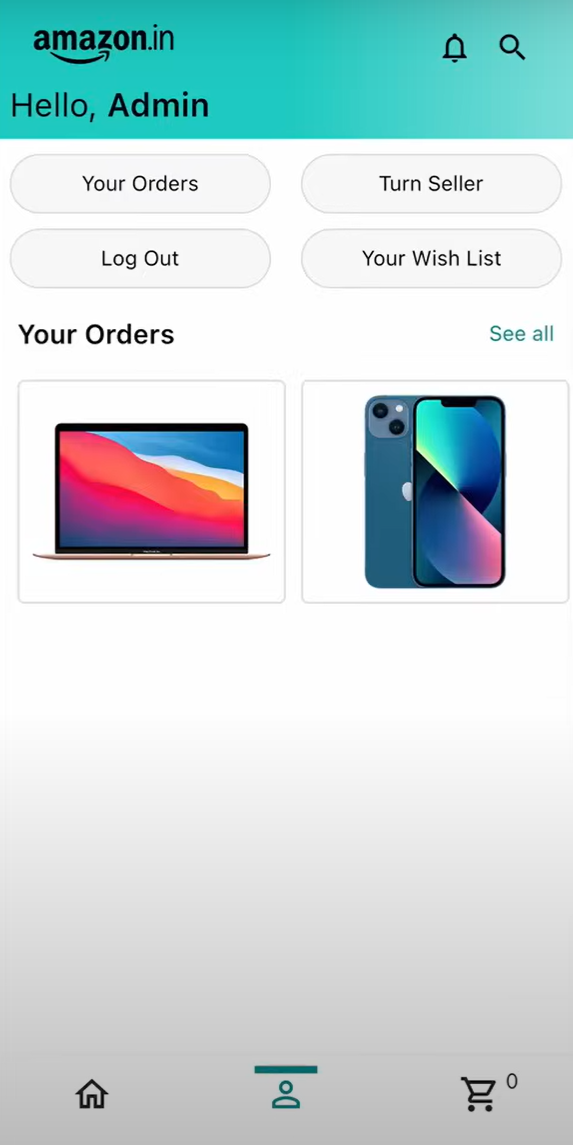 amazon.in
Hello, Admin
Your Orders
Turn Seller
Log Out
Your Wish List
Your Orders
See all
0